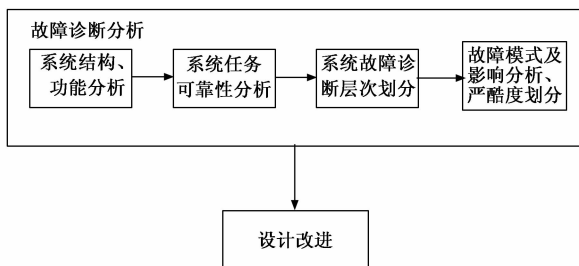 故障诊断分析
系统结构、
功能分析
系统任务
可靠性分析
系统故障诊
断层次划分
故障模式及
影响分析、
严酷度划分
设计改进